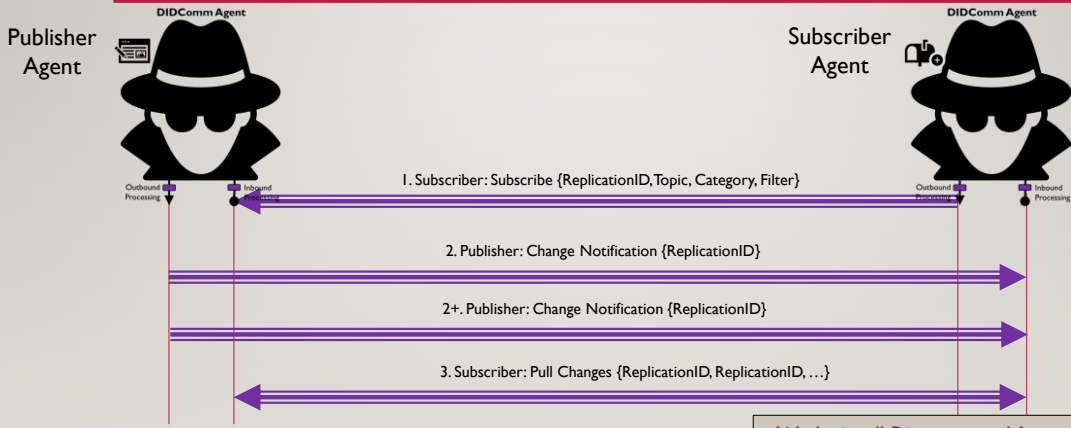 DIDComm Agent
DIDComm Agent
Publisher
Agent
Subscriber
Agent
Outbound
Processing
Inbound
Processing
Outbound
Processing
Inbound
Processing
1. Subscriber: Subscribe {ReplicationID, Topic, Category, Filter}
2. Publisher: Change Notification {ReplicationID}
2+. Publisher: Change Notification {ReplicationID}
3. Subscriber: Pull Changes {ReplicationID, ReplicationID, …}